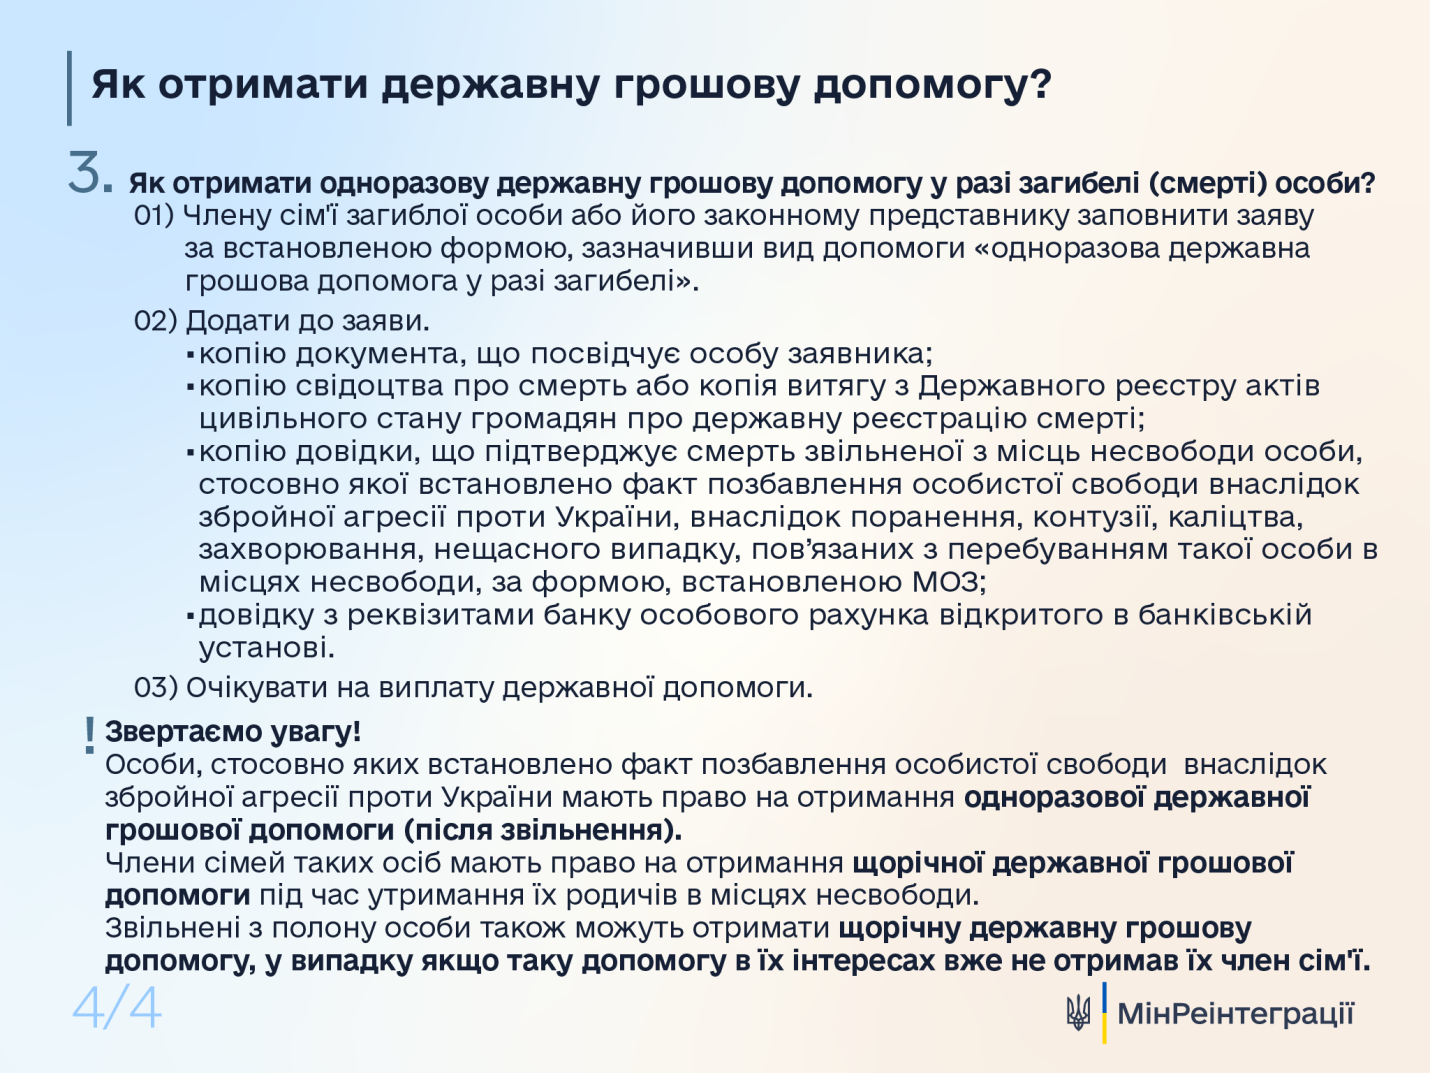 Як отримати державну грошову допомогу?
3. Як отримати одноразову державну грошову допомогу у разі загибелі (смерті) особи?
01) Члену сім'ї загиблої особи або його законному представнику заповнити заяву
за встановленою формою, зазначивши вид допомоги «одноразова державна
грошова допомога у разі загибелі».
02) Додати до заяви.
▪копію документа, що посвідчує особу заявника;
▪копію свідоцтва про смерть або копія витягу з Державного реєстру актів
цивільного стану громадян про державну реєстрацію смерті;
▪копію довідки, що підтверджує смерть звільненої з місць несвободи особи,
стосовно якої встановлено факт позбавлення особистої свободи внаслідок
збройної агресії проти України, внаслідок поранення, контузії, каліцтва,
захворювання, нещасного випадку, пов’язаних з перебуванням такої особи в
місцях несвободи, за формою, встановленою МОЗ;
▪довідку з реквізитами банку особового рахунка відкритого в банківській
установі.
03) Очікувати на виплату державної допомоги.
! Звертаємо увагу!
Особи, стосовно яких встановлено факт позбавлення особистої свободи  внаслідок
збройної агресії проти України мають право на отримання одноразової державної
грошової допомоги (після звільнення).
Члени сімей таких осіб мають право на отримання щорічної державної грошової
допомоги під час утримання їх родичів в місцях несвободи.
Звільнені з полону особи також можуть отримати щорічну державну грошову
допомогу, у випадку якщо таку допомогу в їх інтересах вже не отримав їх член сім'ї.
4/4
МінРеінтеграції